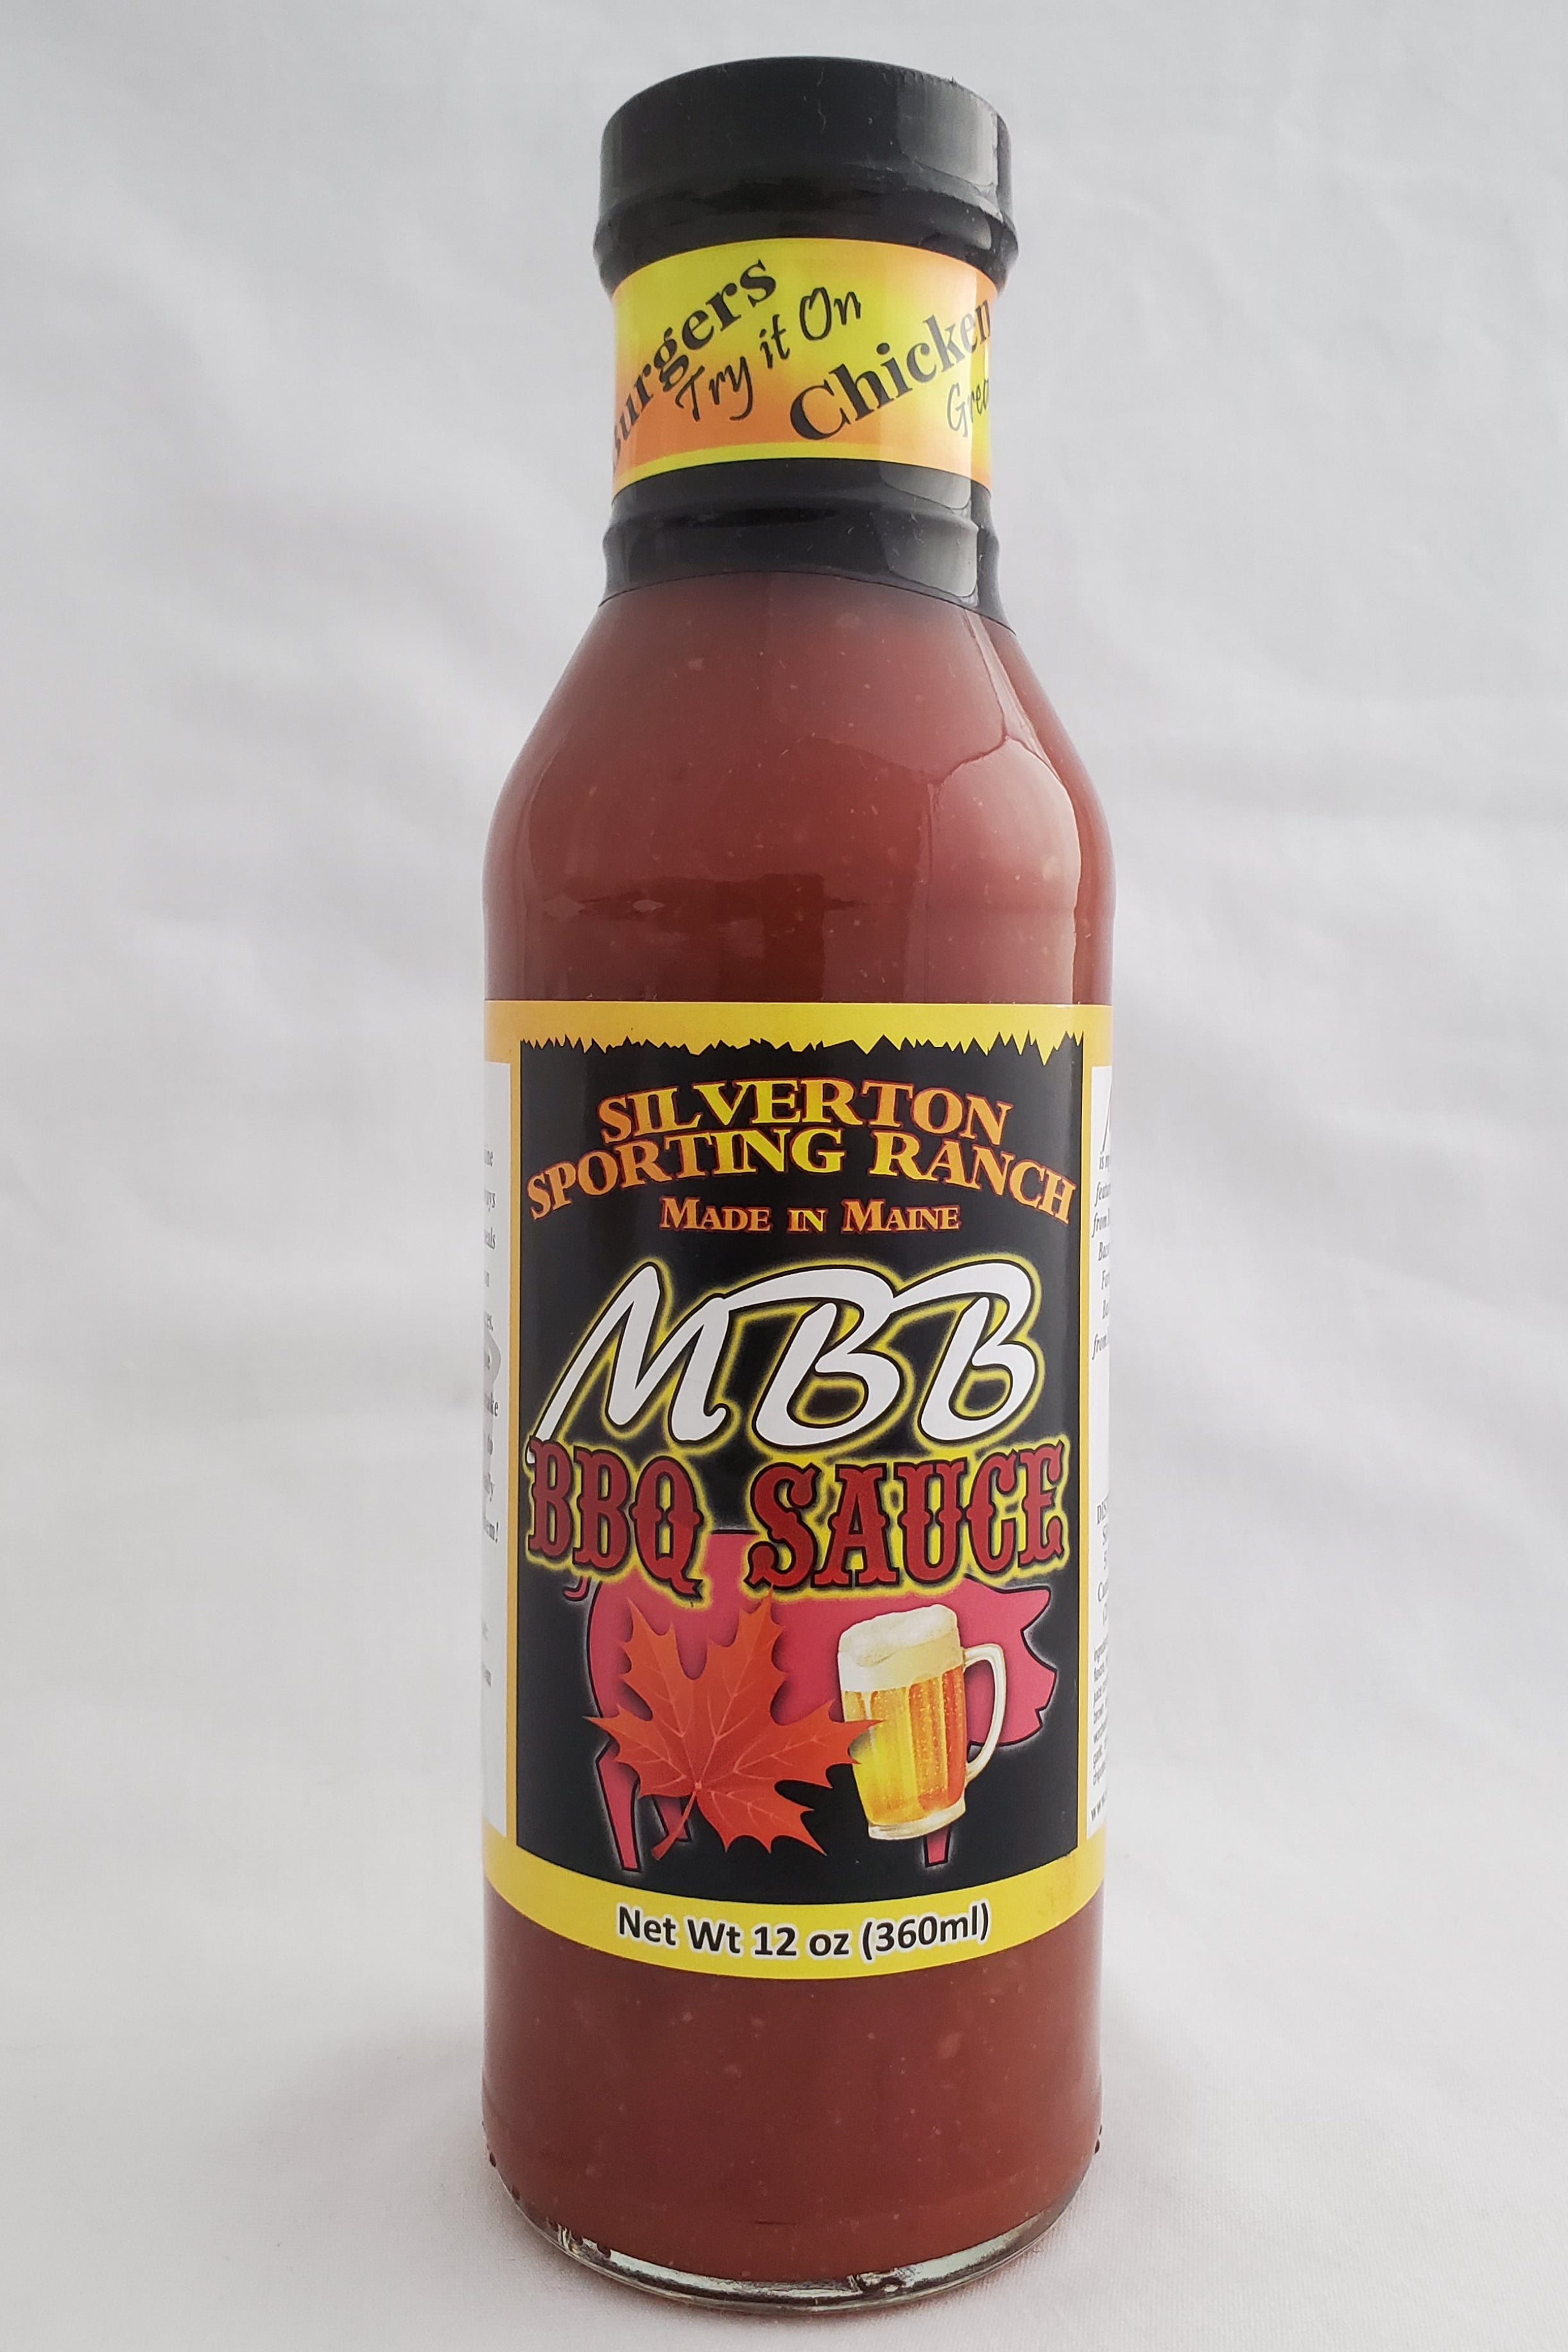 Burgers
Try it On
Chicken
SILVERTON
SPORTING RANCH
MADE IN MAINE
MBB
BBQ SAUCE
Net Wt 12 oz (360ml)